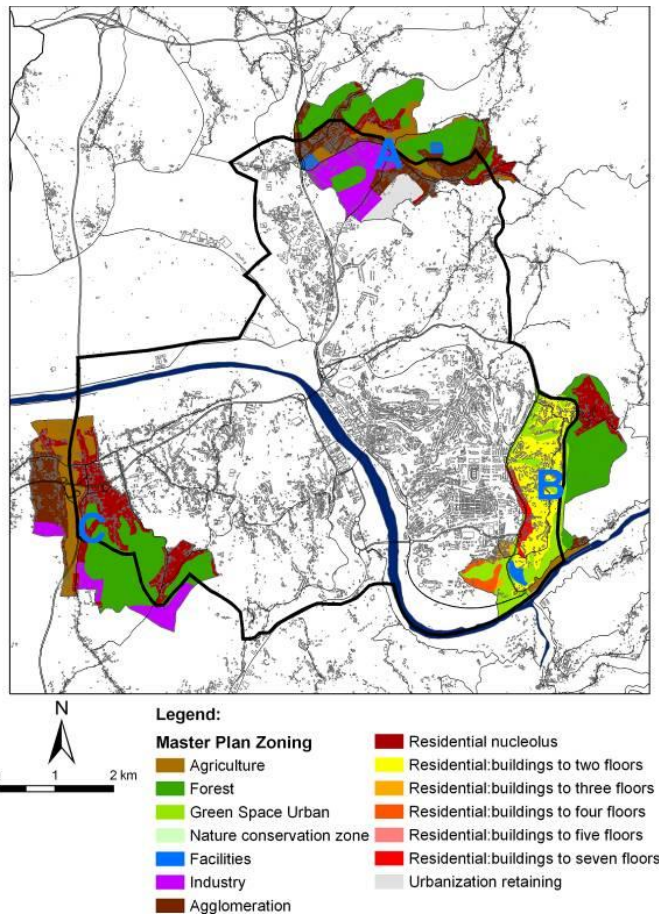 A
B
C
N
1 2 km
Legend:
Master Plan Zoning
Agriculture
Forest
Green Space Urban
Nature conservation zone
Facilities
Industry
Agglomeration
Residential nucleolus
Residential:buildings to two floors
Residential:buildings to three floors
Residential:buildings to four floors
Residential:buildings to five floors
Residential:buildings to seven floors
Urbanization retaining